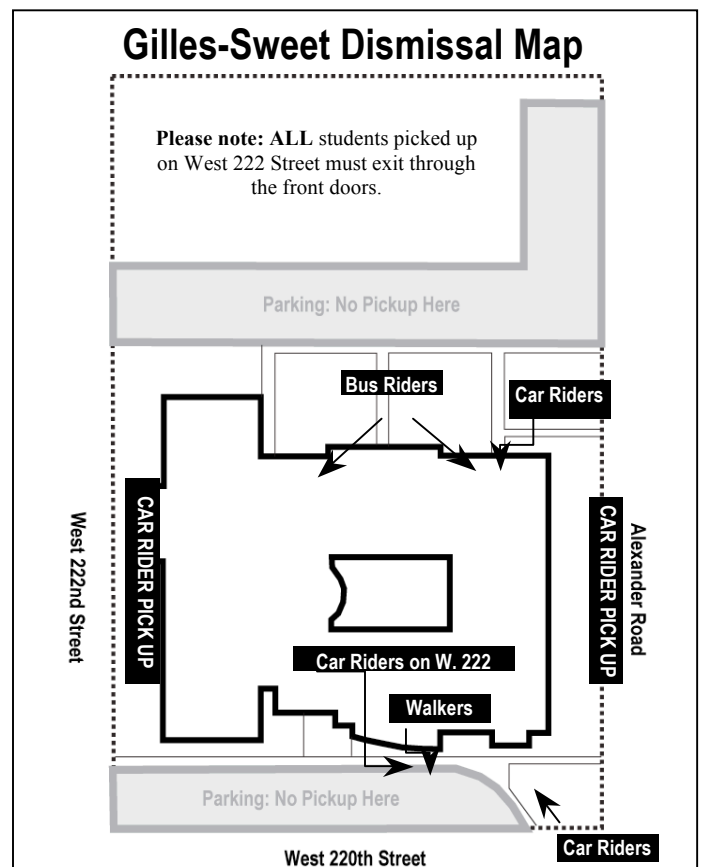 Gilles-Sweet Dismissal Map
Please note: ALL students picked up
on West 222 Street must exit through
the front doors.
Parking: No Pickup Here
Bus Riders
Car Riders
West 222nd Street
CAR RIDER PICK UP
CAR RIDER PICK UP
Alexander Road
Car Riders on W. 222
Walkers
Parking: No Pickup Here
Car Riders
West 220th Street